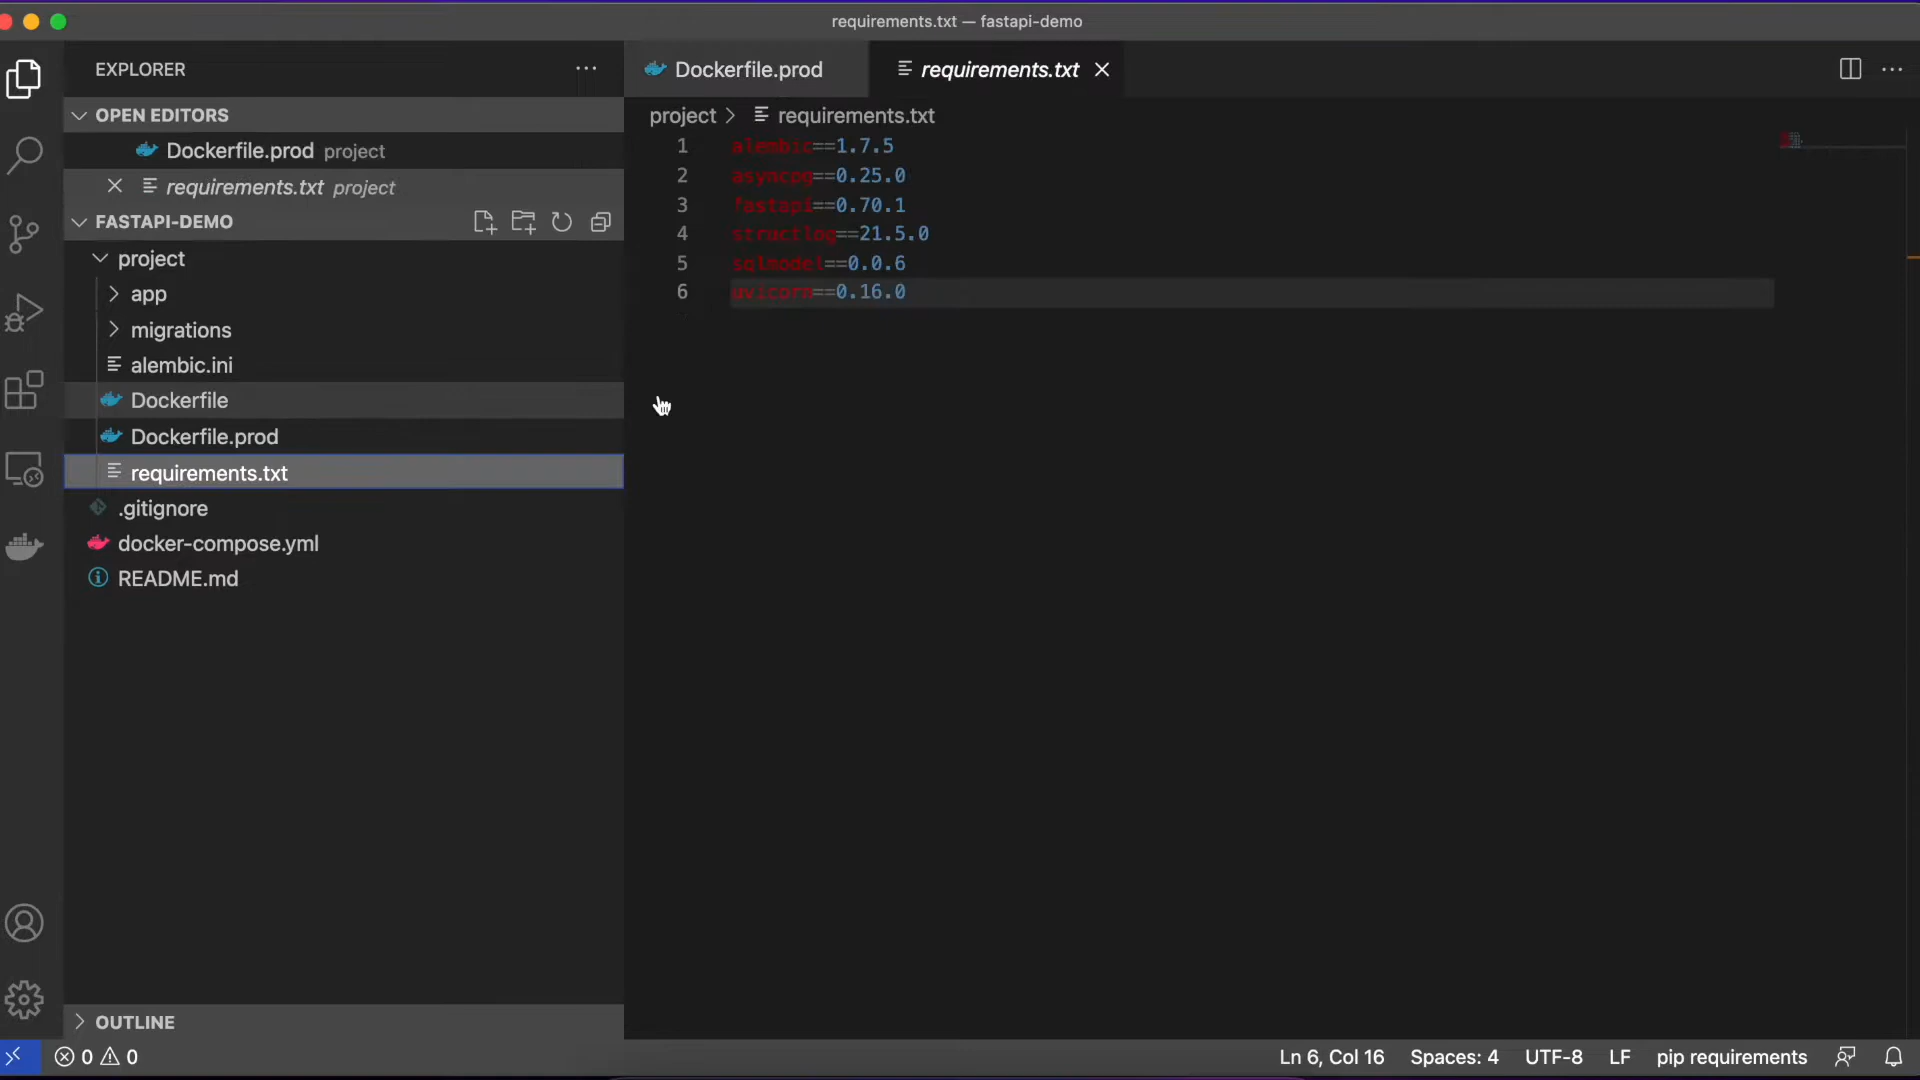 requirements.txt — fastapi-demo
EXPLORER
OPEN EDITORS
Dockerfile.prod project
requirements.txt project
FASTAPI-DEMO
project
app
migrations
alembic.ini
Dockerfile
Dockerfile.prod
requirements.txt
.gitignore
docker-compose.yml
README.md
OUTLINE
Dockerfile.prod
requirements.txt
project > requirements.txt
1 alembic==1.7.5
2 asyncpg==0.25.0
3 fastapi==0.70.1
4 structlog==21.5.0
5 sqlmodel==0.0.6
6 uvicorn==0.16.0
0 0
Ln 6, Col 16 Spaces: 4 UTF-8 LF pip requirements